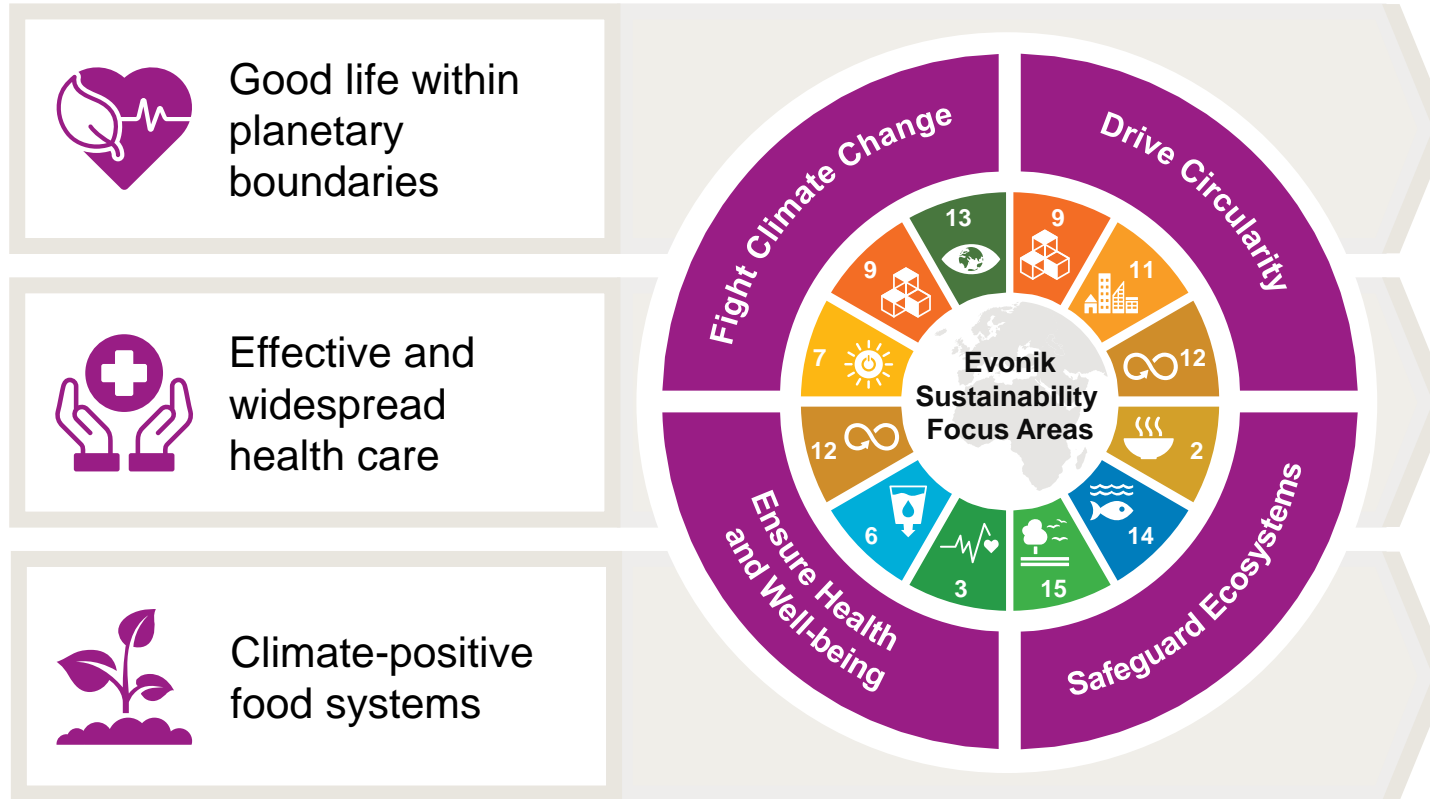 Good life within
planetary
boundaries
Effective and
widespread
health care
Climate-positive
food systems
Fight Climate Change
Drive Circularity
Safeguard Ecosystems
Ensure Health
and Well-being
13
9
11
12
2
14
15
3
6
12
7
9
Evonik
Sustainability
Focus Areas